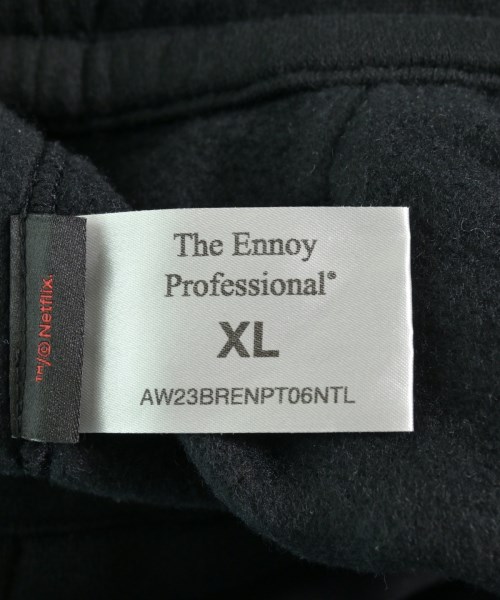 The Ennoy
Professional®
XL
AW23BRENPT06NTL
™/© Netflix.